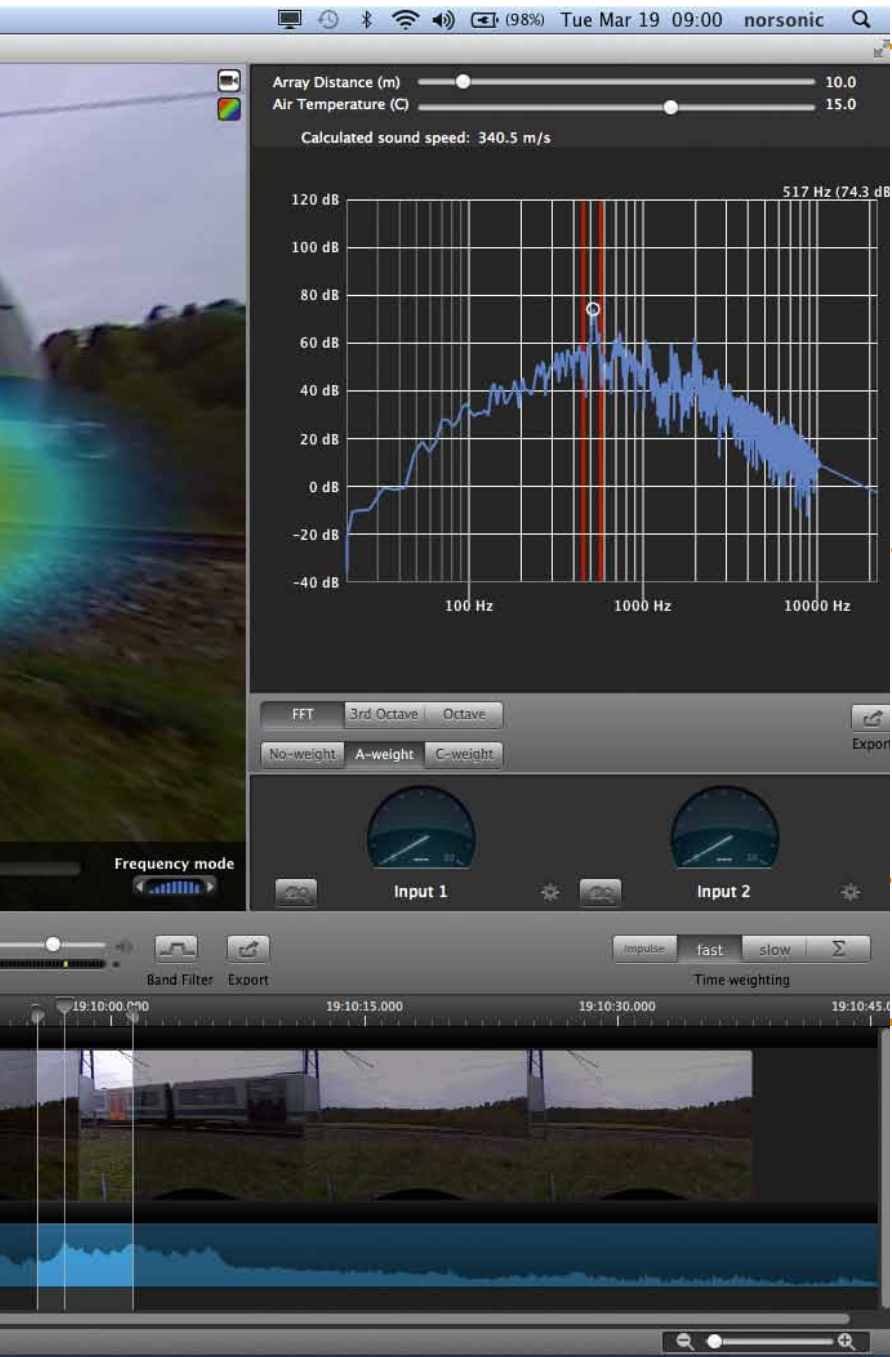 (98%) Tue Mar 19 09:00 norsonic
Array Distance (m) 10.0
Air Temperature (C) 15.0
Calculated sound speed: 340.5 m/s
517 Hz (74.3 dB
120 dB
100 dB
80 dB
60 dB
40 dB
20 dB
0 dB
-20 dB
-40 dB
100 Hz 1000 Hz 10000 Hz
FFT 3rd Octave Octave
Export
No-weight A-weight C-weight
Frequency mode
Input 1 Input 2
Impulse fast slow Σ
Band Filter Export Time weighting
19:10:00.000 19:10:15.000 19:10:30.000 19:10:45.0